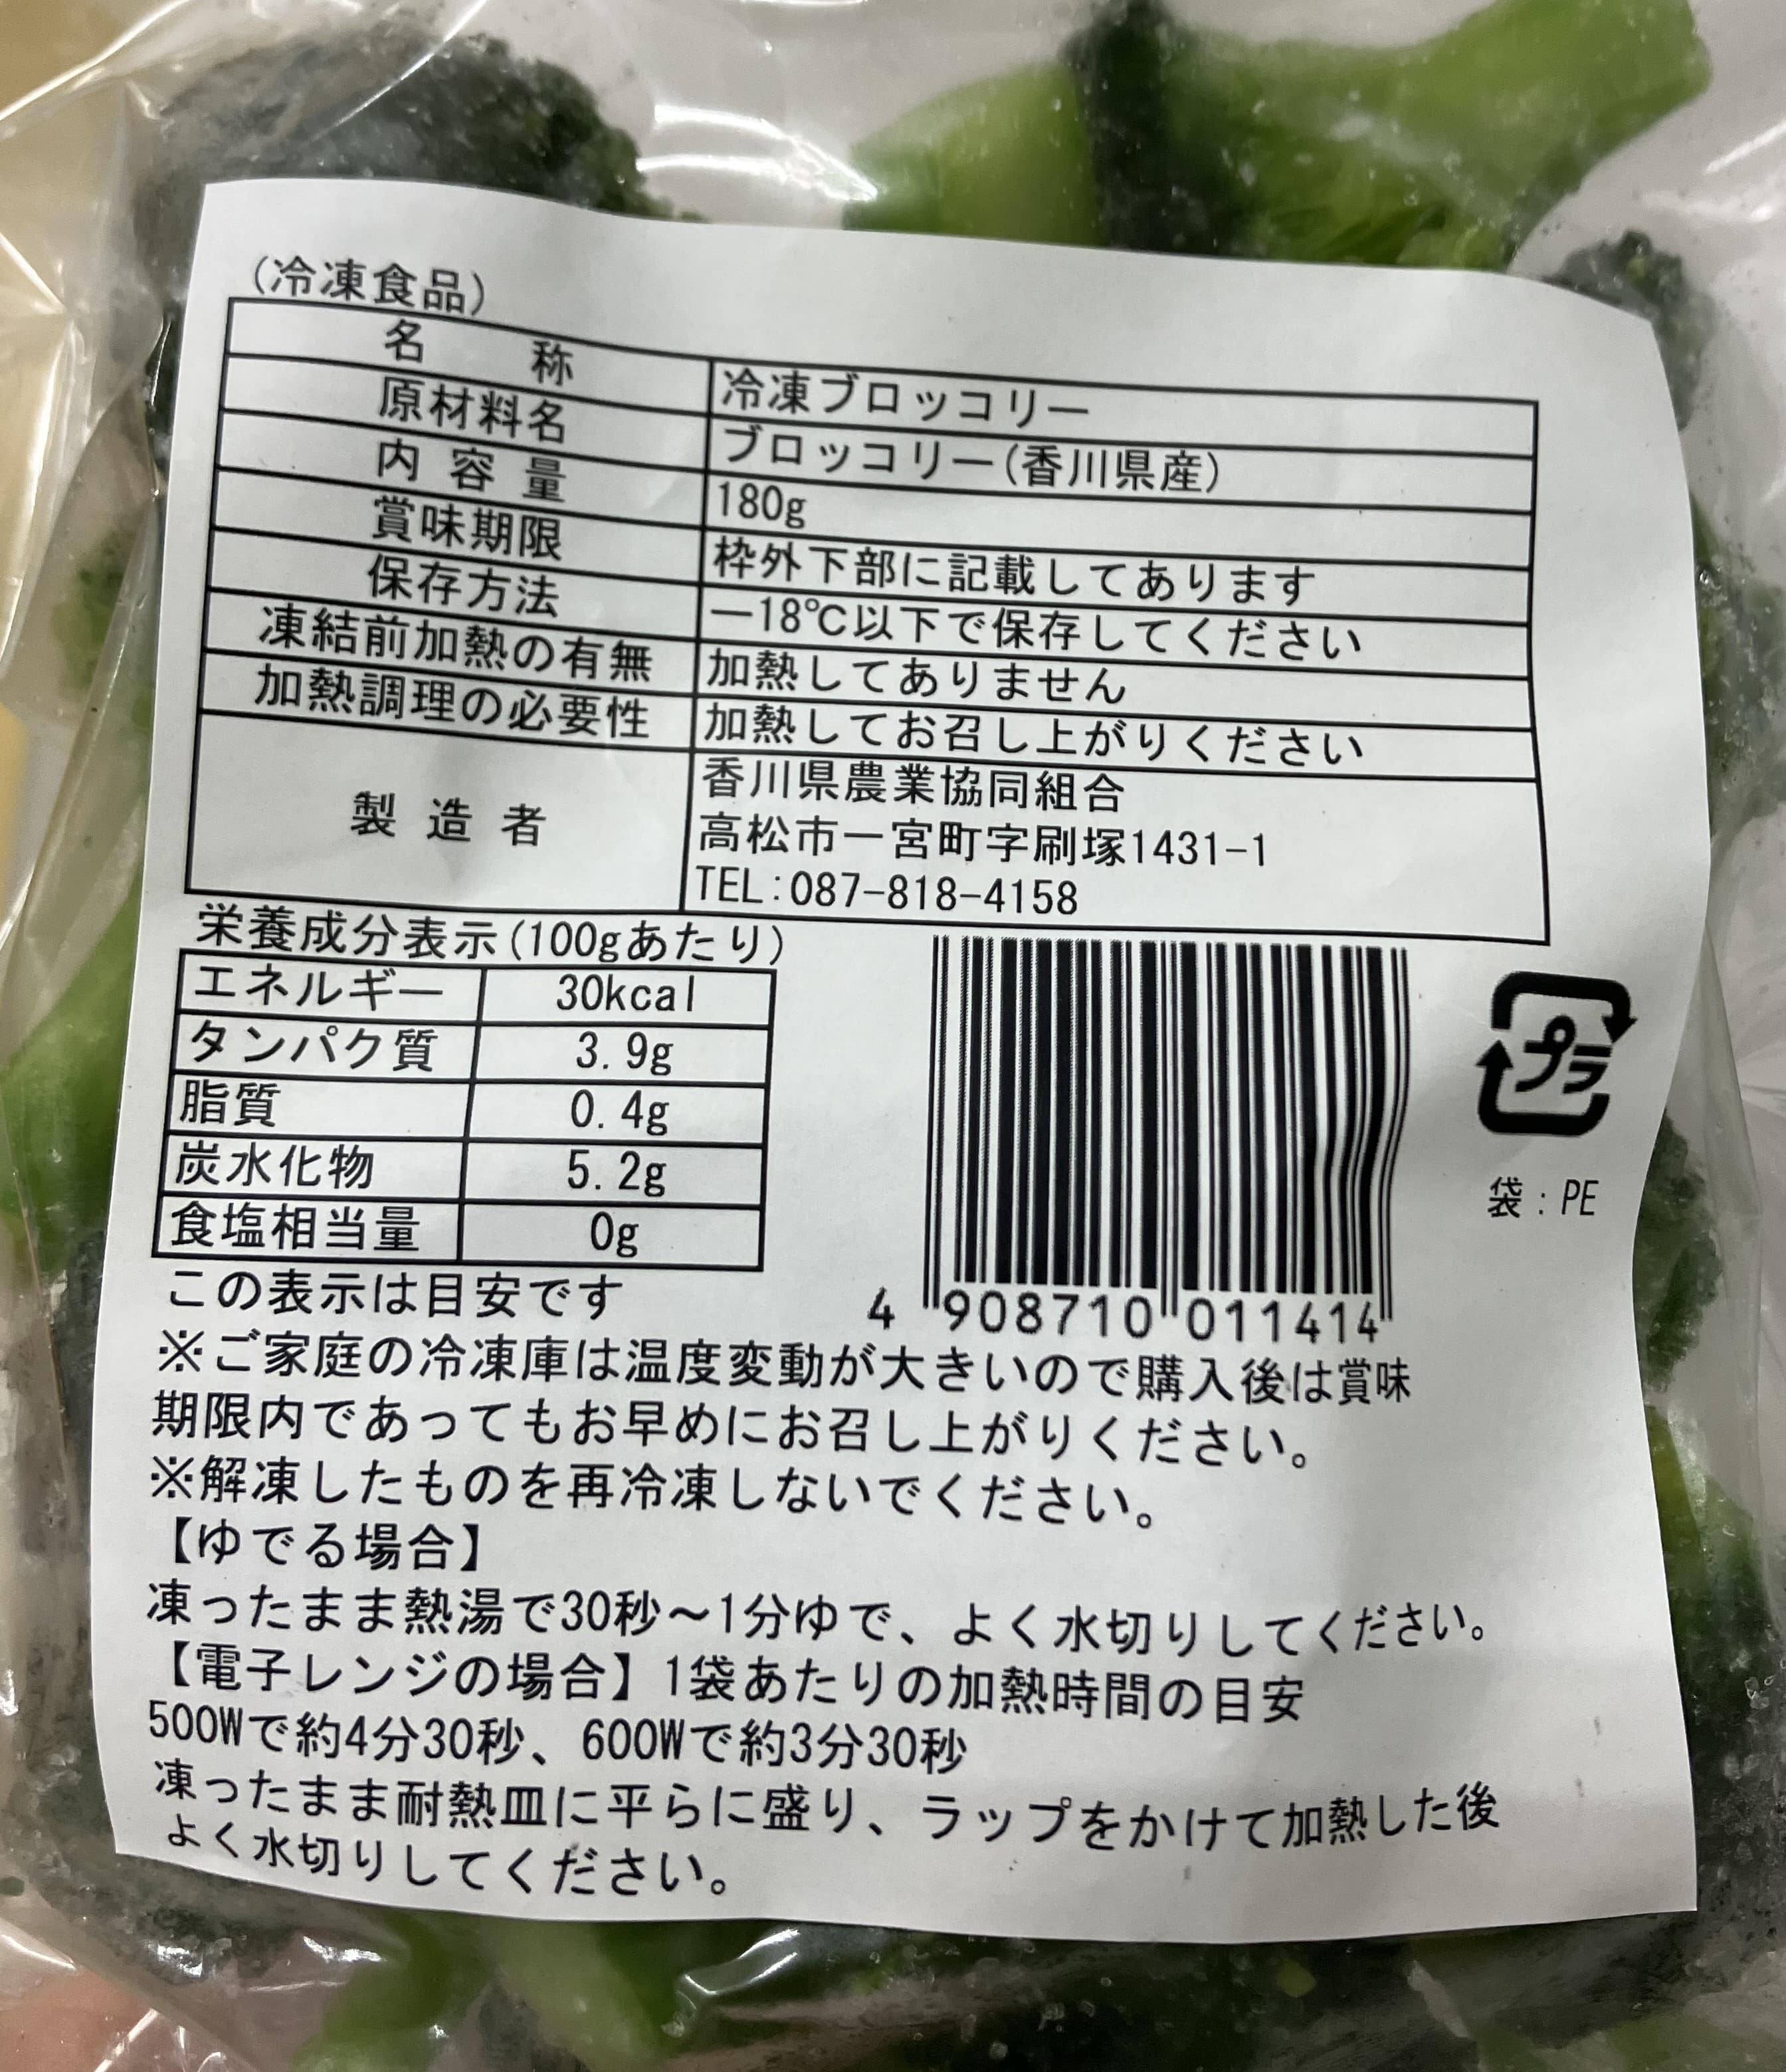 (冷凍食品)
名 称 冷凍ブロッコリー
原材料名 ブロッコリー(香川県産)
内容量 180g
賞味期限 枠外下部に記載してあります
保存方法 －18℃以下で保存してください
凍結前加熱の有無 加熱してありません
加熱調理の必要性 加熱してお召し上がりください
製造者 香川県農業協同組合
高松市一宮町字刷塚1431-1
TEL:087-818-4158
栄養成分表示(100gあたり)
エネルギー 30kcal
タンパク質 3.9g
脂質 0.4g
炭水化物 5.2g
食塩相当量 0g
この表示は目安です
4 908710 011414
プラ
袋:PE
※ご家庭の冷凍庫は温度変動が大きいので購入後は賞味
期限内であってもお早めにお召し上がりください。
※解凍したものを再冷凍しないでください。
【ゆでる場合】
凍ったまま熱湯で30秒～1分ゆで、よく水切りしてください。
【電子レンジの場合】1袋あたりの加熱時間の目安
500Wで約4分30秒、600Wで約3分30秒
凍ったまま耐熱皿に平らに盛り、ラップをかけて加熱した後
よく水切りしてください。